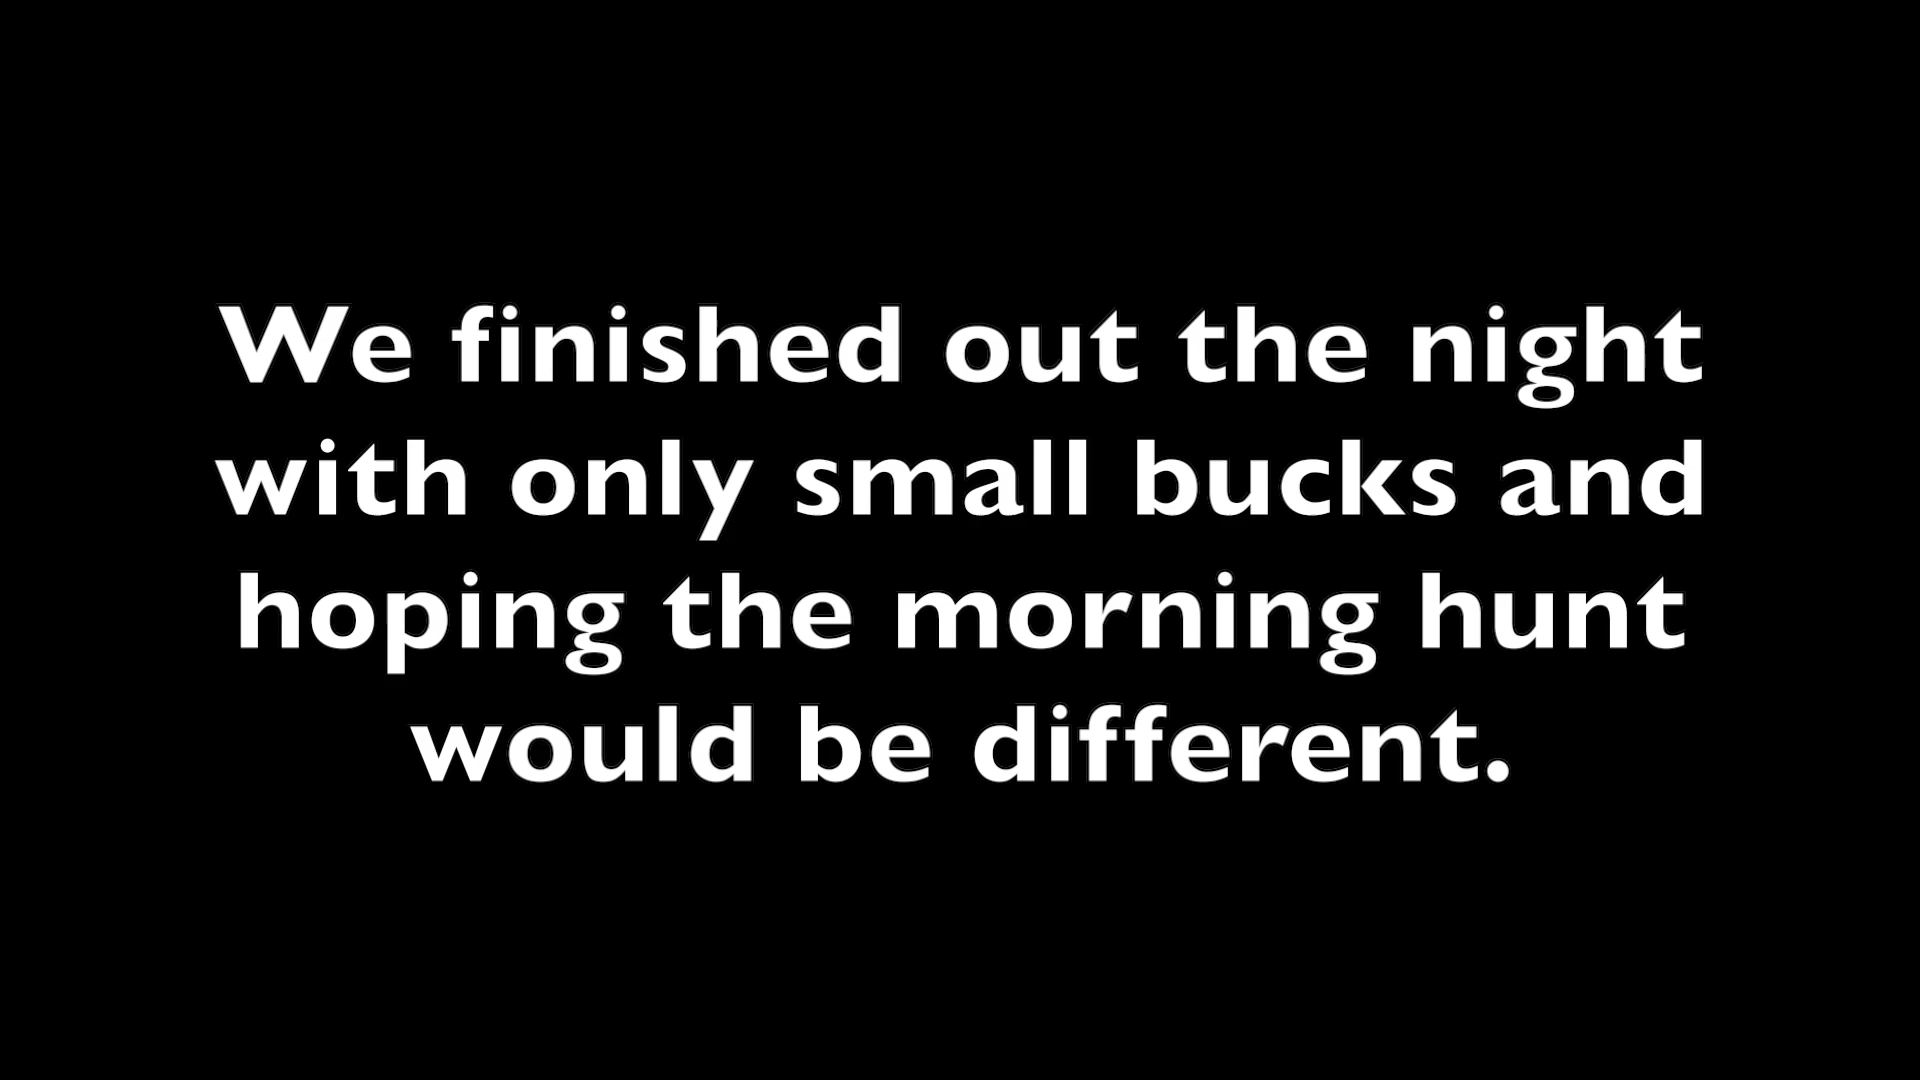 We finished out the night
with only small bucks and
hoping the morning hunt
would be different.